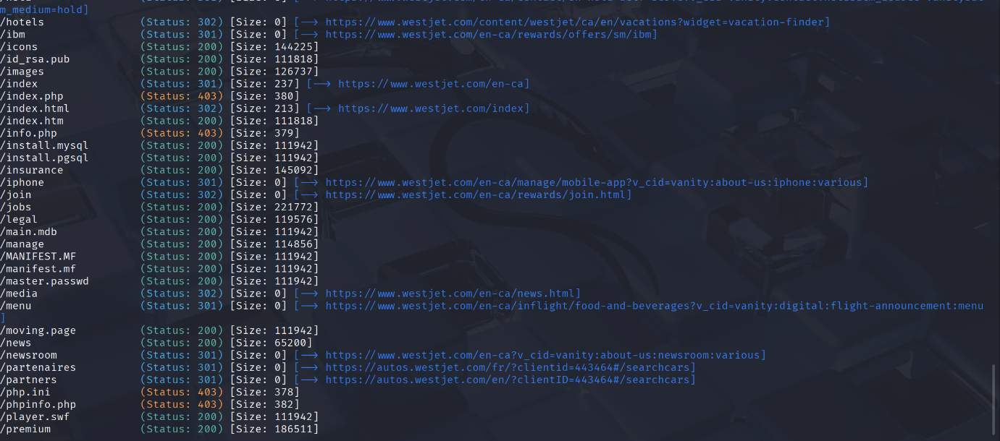 m_medium=hold]
/hotels (Status: 302) [Size: 0] [--> https://www.westjet.com/content/westjet/ca/en/vacations?widget=vacation-finder]
/ibm (Status: 301) [Size: 0] [--> https://www.westjet.com/en-ca/rewards/offers/sm/ibm]
/icons (Status: 200) [Size: 144225]
/id_rsa.pub (Status: 200) [Size: 111818]
/images (Status: 200) [Size: 126737]
/index (Status: 301) [Size: 237] [--> https://www.westjet.com/en-ca]
/index.php (Status: 403) [Size: 380]
/index.html (Status: 302) [Size: 213] [--> https://www.westjet.com/index]
/index.htm (Status: 200) [Size: 111818]
/info.php (Status: 403) [Size: 379]
/install.mysql (Status: 200) [Size: 111942]
/install.pgsql (Status: 200) [Size: 111942]
/insurance (Status: 200) [Size: 145092]
/iphone (Status: 301) [Size: 0] [--> https://www.westjet.com/en-ca/manage/mobile-app?v_cid=vanity:about-us:iphone:various]
/join (Status: 302) [Size: 0] [--> https://www.westjet.com/en-ca/rewards/join.html]
/jobs (Status: 200) [Size: 221772]
/legal (Status: 200) [Size: 119576]
/main.mdb (Status: 200) [Size: 111942]
/manage (Status: 200) [Size: 114856]
/MANIFEST.MF (Status: 200) [Size: 111942]
/manifest.mf (Status: 200) [Size: 111942]
/master.passwd (Status: 200) [Size: 111942]
/media (Status: 302) [Size: 0] [--> https://www.westjet.com/en-ca/news.html]
/menu (Status: 301) [Size: 0] [--> https://www.westjet.com/en-ca/inflight/food-and-beverages?v_cid=vanity:digital:flight-announcement:menu
]
/moving.page (Status: 200) [Size: 111942]
/news (Status: 200) [Size: 65200]
/newsroom (Status: 301) [Size: 0] [--> https://www.westjet.com/en-ca?v_cid=vanity:about-us:newsroom:various]
/partenaires (Status: 301) [Size: 0] [--> https://autos.westjet.com/fr/?clientid=443464#/searchcars]
/partners (Status: 301) [Size: 0] [--> https://autos.westjet.com/en/?clientID=443464#/searchcars]
/php.ini (Status: 403) [Size: 378]
/phpinfo.php (Status: 403) [Size: 382]
/player.swf (Status: 200) [Size: 111942]
/premium (Status: 200) [Size: 186511]